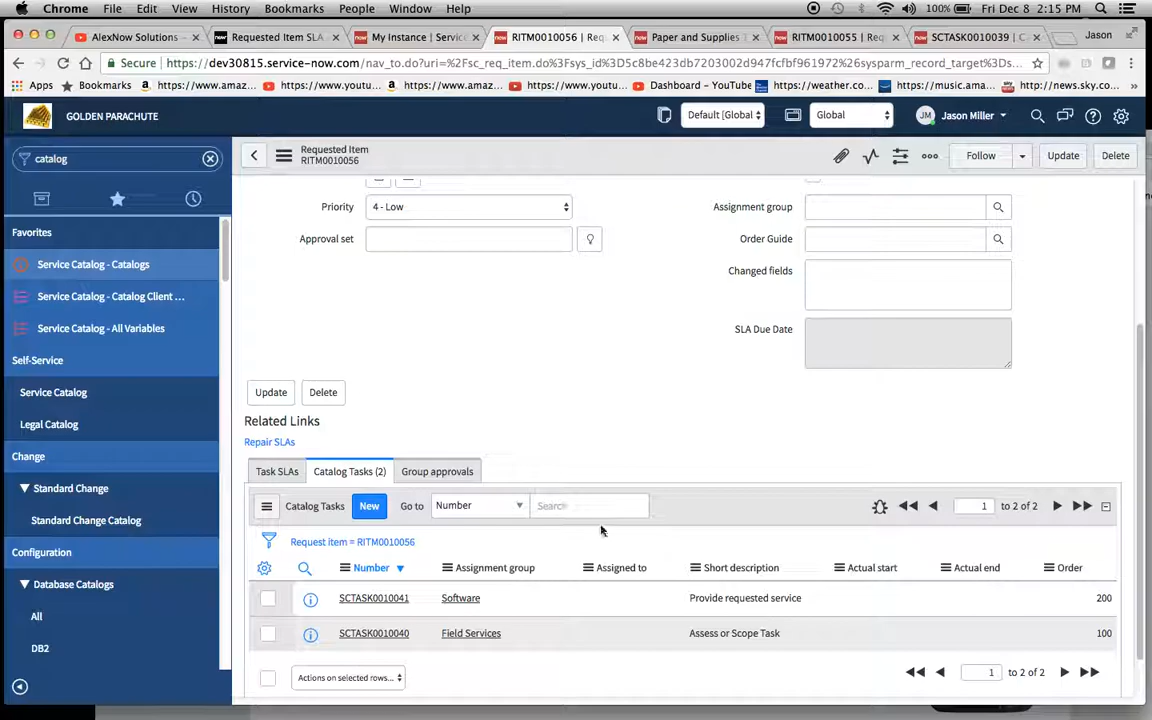 Chrome File Edit View History Bookmarks People Window Help 100% Fri Dec 8 2:15 PM
AlexNow Solutions - Requested Item SLA My Instance | Service RITM0010056 | Req Paper and Supplies T RITM0010055 | Req SCTASK0010039 | C Jason
Secure https://dev30815.service-now.com/nav_to.do?uri=%2Fsc_req_item.do%3Fsys_id%3D5c8be423db7203002d947fcfbf961972%26sysparm_record_target%3Ds...
Apps Bookmarks https://www.amaz... https://www.youtu... https://www.amaz... https://www.youtu... Dashboard - YouTube https://weather.co... https://music.ama... http://news.sky.co...
GOLDEN PARACHUTE Default [Global Global JM Jason Miller
catalog
Requested Item
RITM0010056
Follow Update Delete
Favorites
Service Catalog - Catalogs
Service Catalog - Catalog Client ...
Service Catalog - All Variables
Self-Service
Service Catalog
Legal Catalog
Change
Standard Change
Standard Change Catalog
Configuration
Database Catalogs
All
DB2
Priority 4 - Low Assignment group
Approval set Order Guide
Changed fields
SLA Due Date
Update Delete
Related Links
Repair SLAs
Task SLAs Catalog Tasks (2) Group approvals
Catalog Tasks New Go to Number Search 1 to 2 of 2
Request item = RITM0010056
Number Assignment group Assigned to Short description Actual start Actual end Order
SCTASK0010041 Software Provide requested service 200
SCTASK0010040 Field Services Assess or Scope Task 100
Actions on selected rows... 1 to 2 of 2